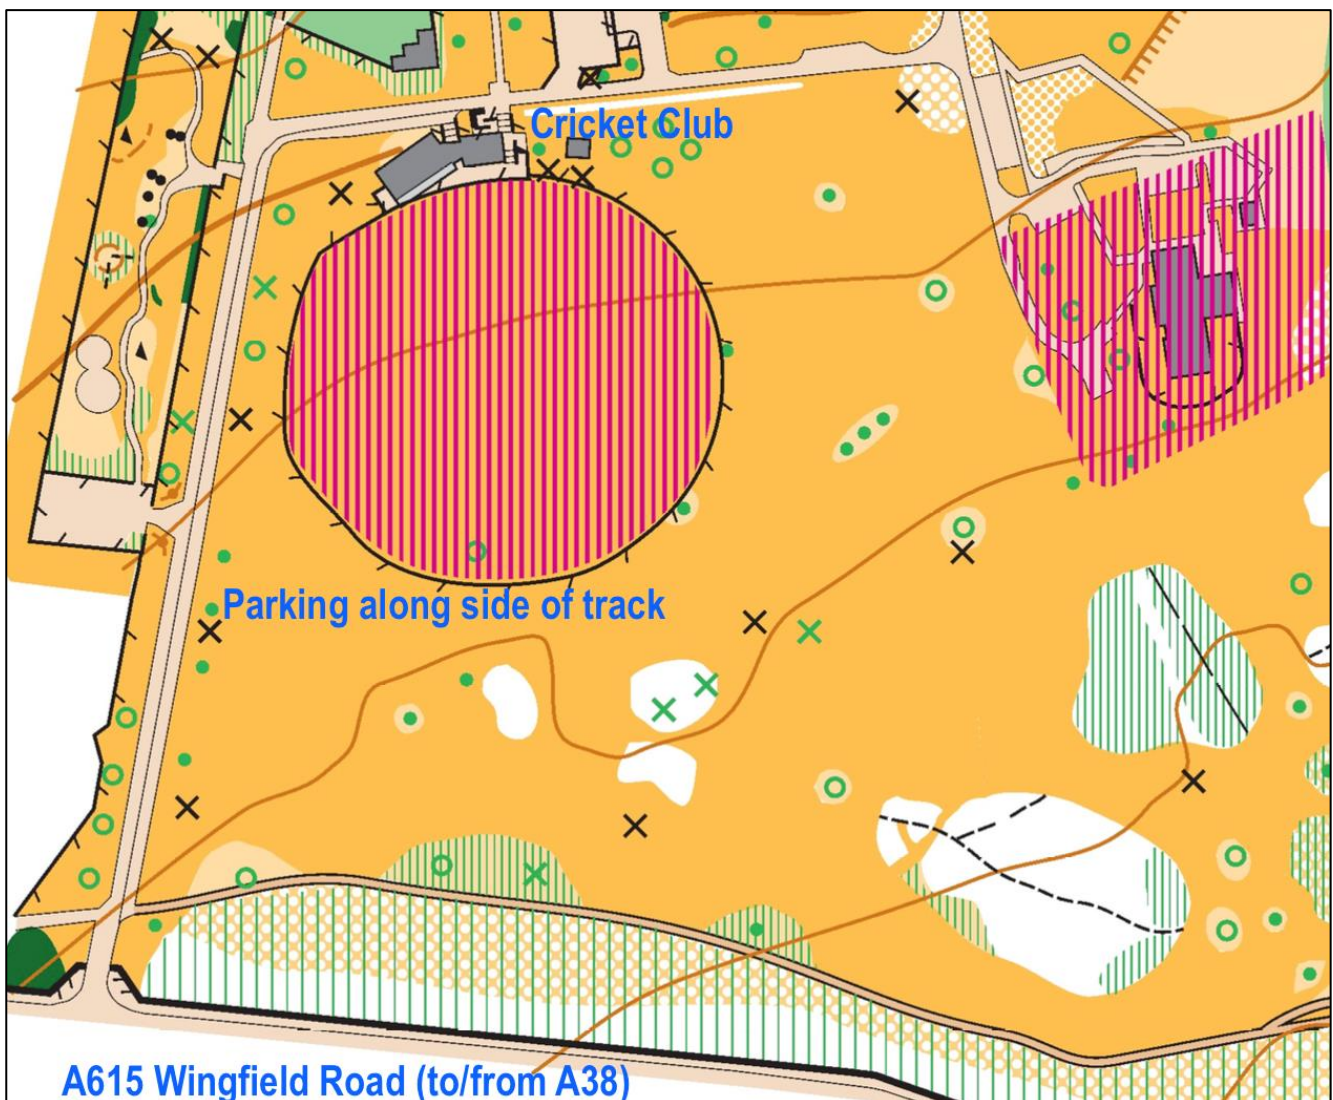 Cricket Club
Parking along side of track
A615 Wingfield Road (to/from A38)